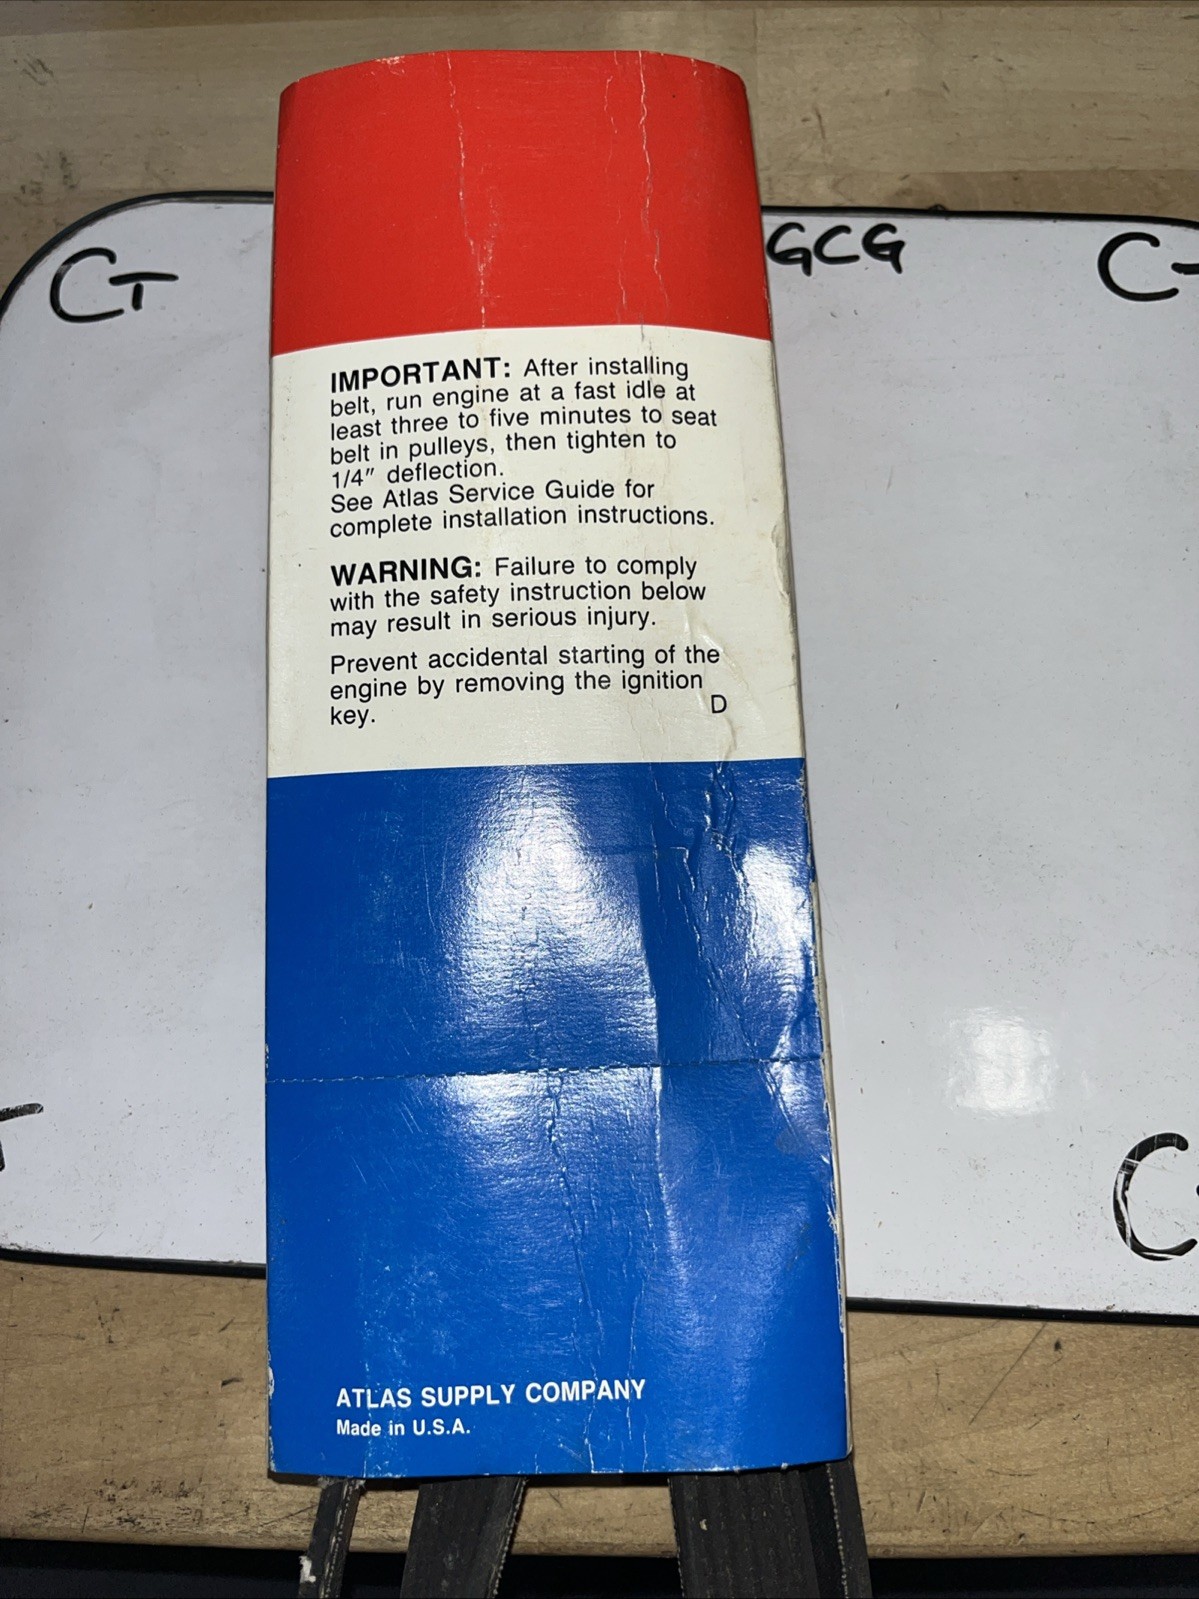 CT
GCG
C-
IMPORTANT: After installing
belt, run engine at a fast idle at
least three to five minutes to seat
belt in pulleys, then tighten to
1/4" deflection.
See Atlas Service Guide for
complete installation instructions.
WARNING: Failure to comply
with the safety instruction below
may result in serious injury.
Prevent accidental starting of the
engine by removing the ignition
key.
D
C
ATLAS SUPPLY COMPANY
Made in U.S.A.